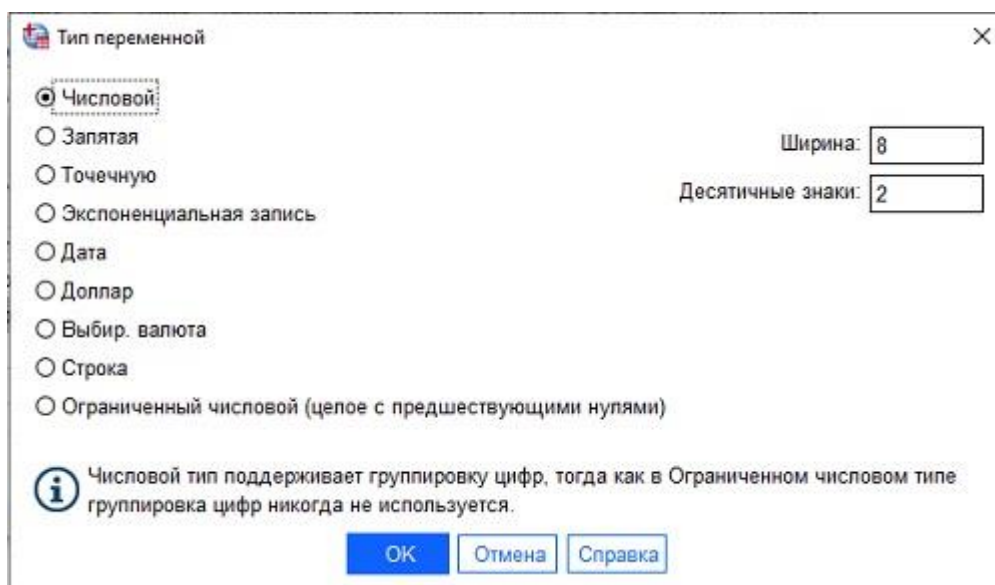 Тип переменной
Числовой
Запятая
Точечную
Экспоненциальная запись
Дата
Доллар
Выбир. валюта
Строка
Ограниченный числовой (целое с предшествующими нулями)
Ширина: 8
Десятичные знаки: 2
Числовой тип поддерживает группировку цифр, тогда как в Ограниченном числовом типе
группировка цифр никогда не используется.
OK Отмена Справка